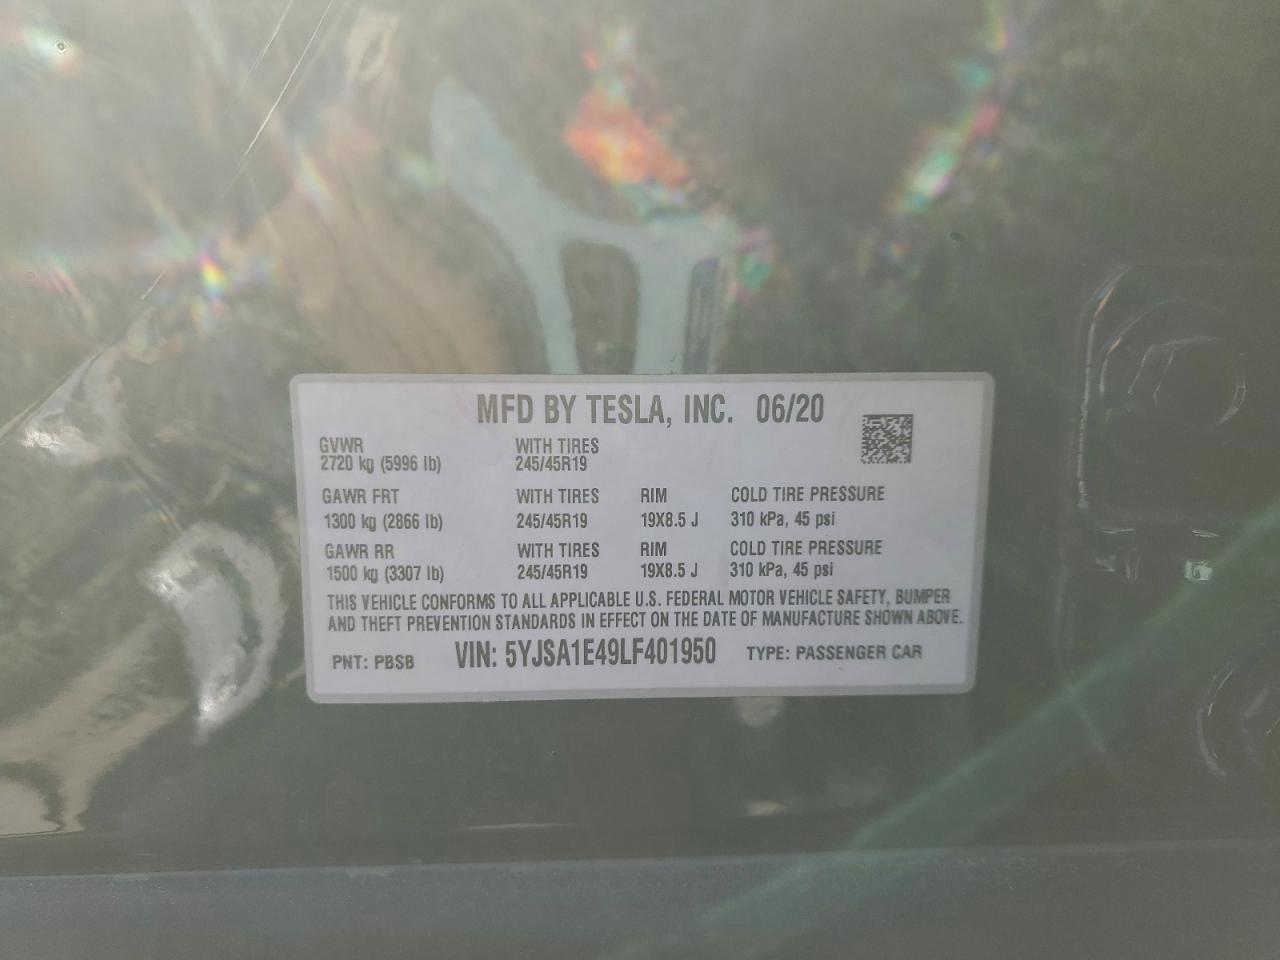 MFD BY TESLA, INC. 06/20
GVWR WITH TIRES
2720 kg (5996 lb) 245/45R19
GAWR FRT WITH TIRES RIM COLD TIRE PRESSURE
1300 kg (2866 lb) 245/45R19 19X8.5 J 310 kPa, 45 psi
GAWR RR WITH TIRES RIM COLD TIRE PRESSURE
1500 kg (3307 lb) 245/45R19 19X8.5 J 310 kPa, 45 psi
THIS VEHICLE CONFORMS TO ALL APPLICABLE U.S. FEDERAL MOTOR VEHICLE SAFETY, BUMPER
AND THEFT PREVENTION STANDARDS IN EFFECT ON THE DATE OF MANUFACTURE SHOWN ABOVE.
PNT: PBSB VIN: 5YJSA1E49LF401950 TYPE: PASSENGER CAR